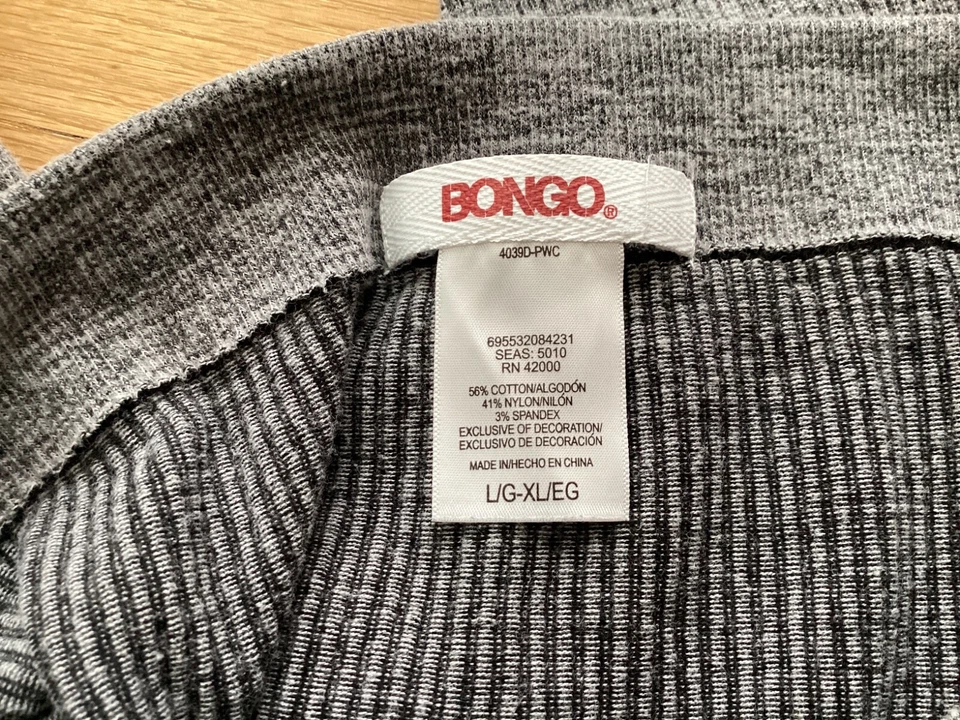 BONGO®
4039D-PWC
695532084231
SEAS: 5010
RN 42000
56% COTTON/ALGODÓN
41% NYLON/NILÓN
3% SPANDEX
EXCLUSIVE OF DECORATION/
EXCLUSIVO DE DECORACIÓN
MADE IN/HECHO EN CHINA
L/G-XL/EG